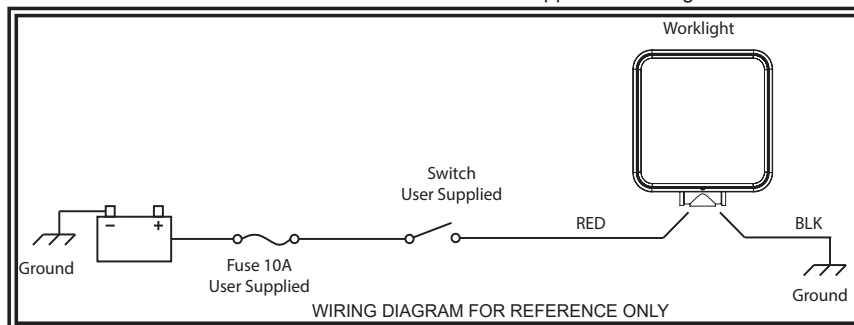 Worklight
Switch
User Supplied
RED
BLK
– +
Ground
Fuse 10A
User Supplied
Ground
WIRING DIAGRAM FOR REFERENCE ONLY